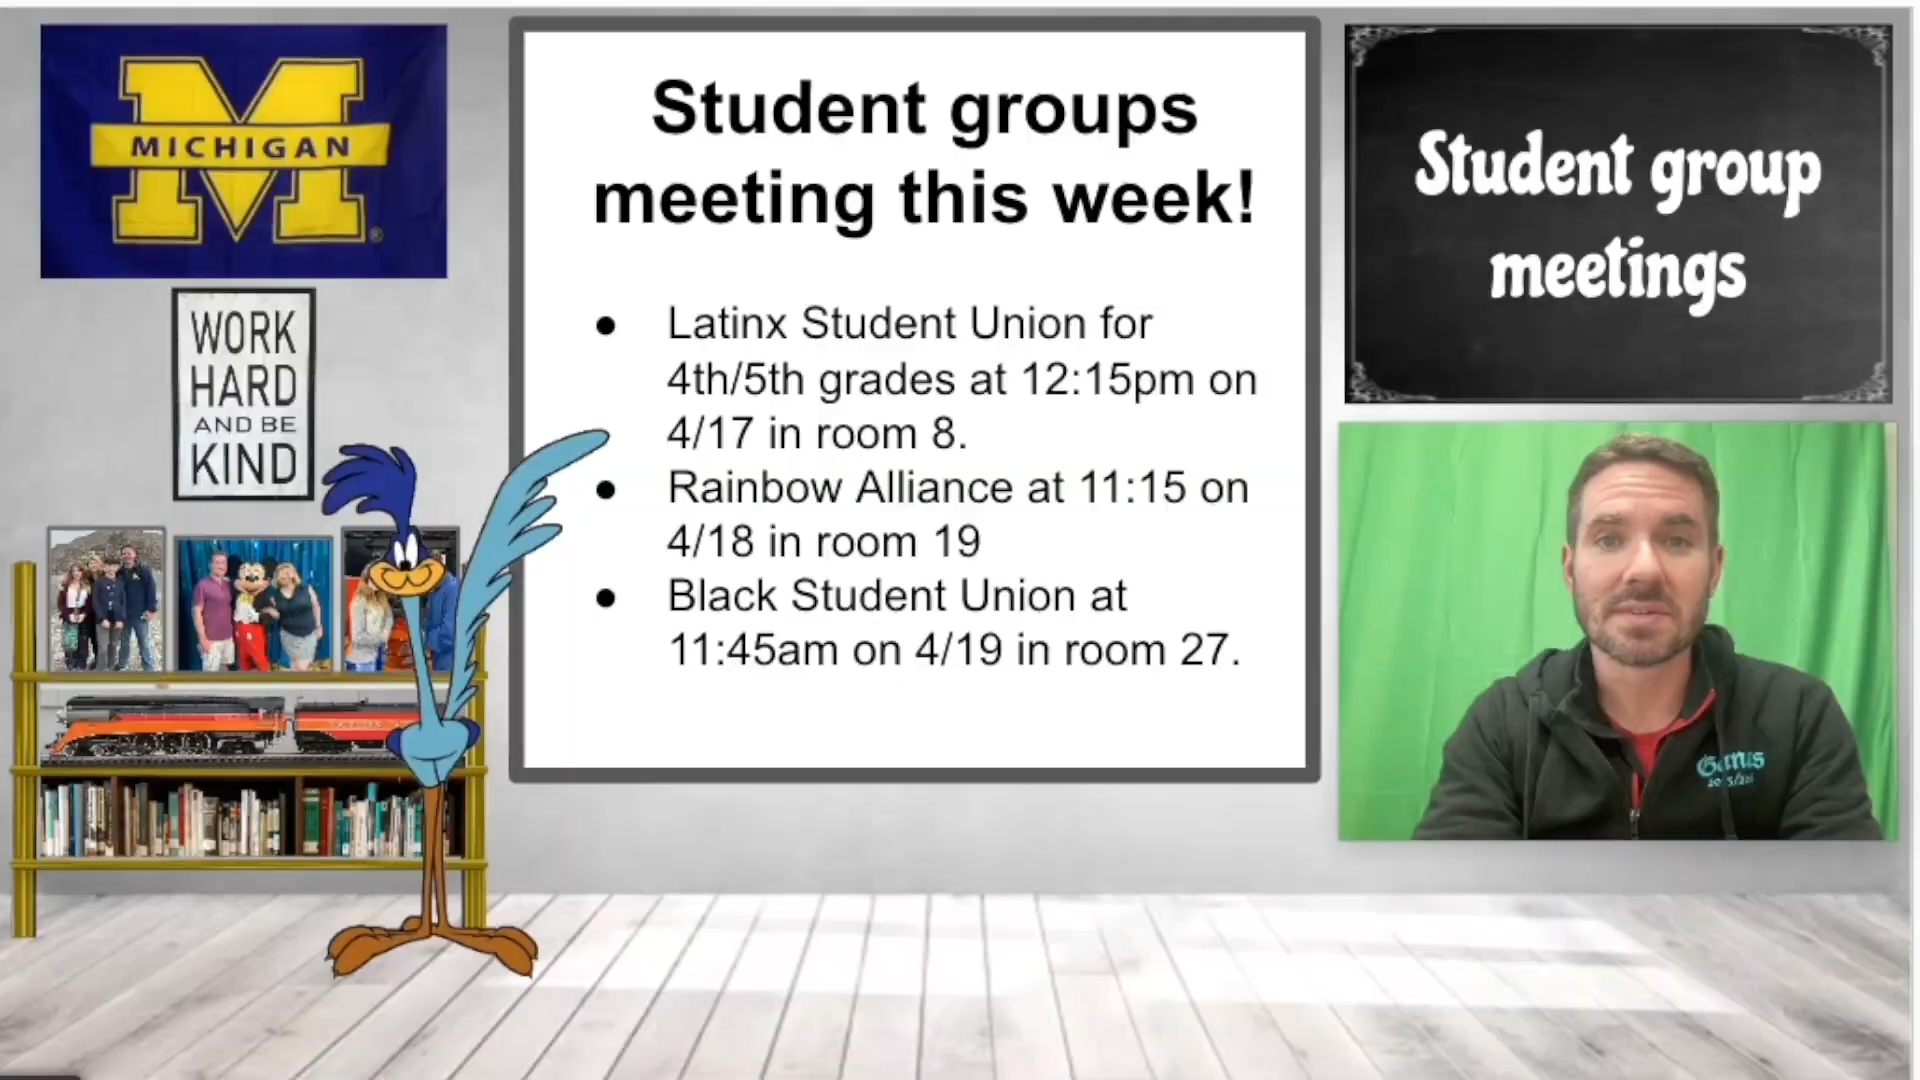 MICHIGAN
WORK
HARD
AND BE
KIND
Student groups
meeting this week!
● Latinx Student Union for
4th/5th grades at 12:15pm on
4/17 in room 8.
● Rainbow Alliance at 11:15 on
4/18 in room 19
● Black Student Union at
11:45am on 4/19 in room 27.
Student group
meetings